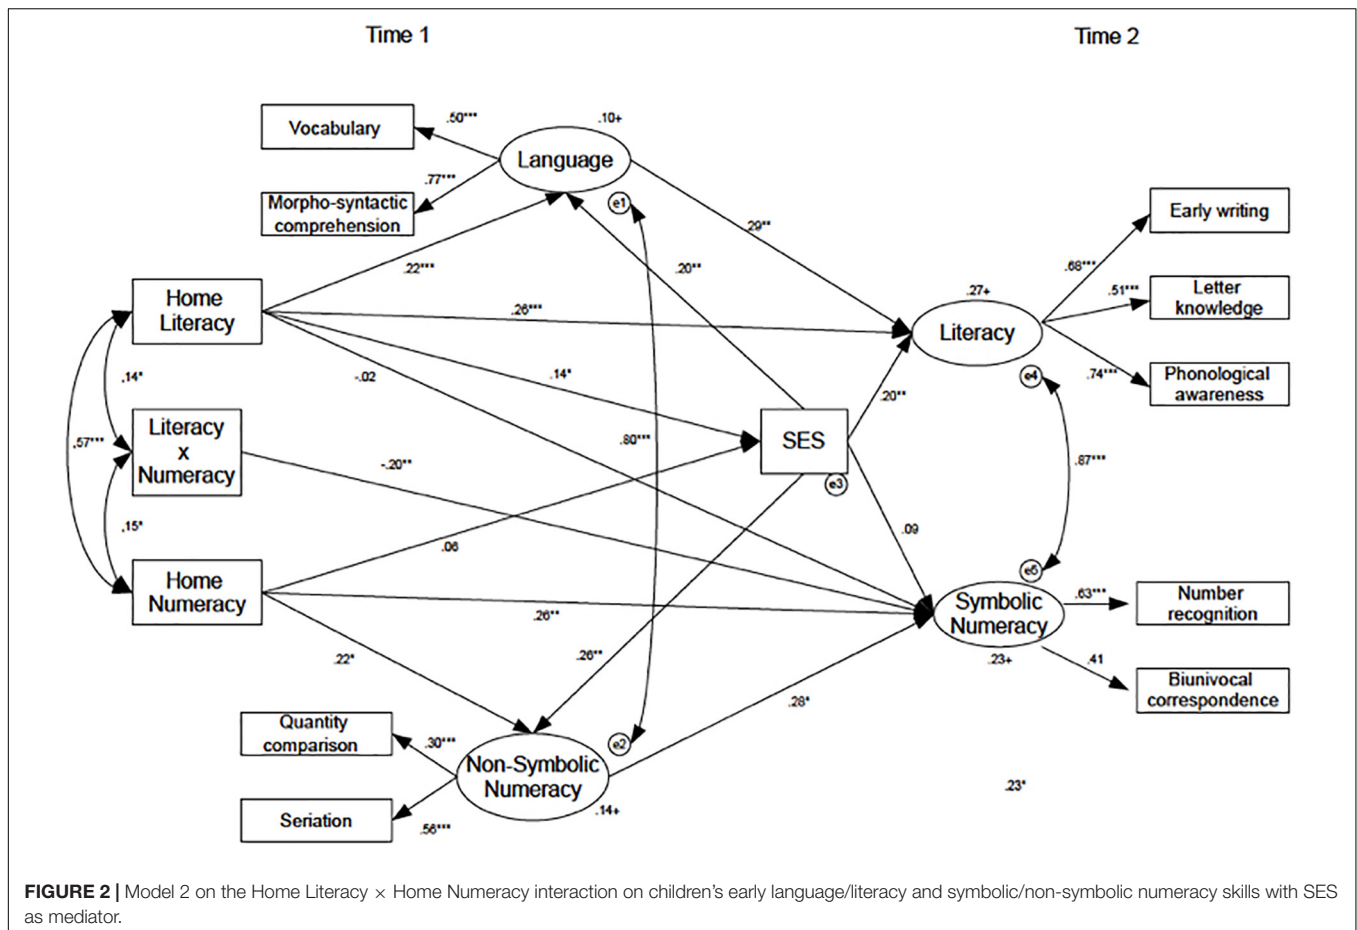 Time 1
Time 2
Vocabulary
.50***
.10+
Language
.77***
Morpho-syntactic
comprehension
e1
Early writing
.29**
.68***
.22***
.20**
Home
Literacy
.26***
.27+
Literacy
.51***
Letter
knowledge
.14*
-.02
.14*
e4
.74***
Phonological
awareness
.20**
Literacy
x
Numeracy
.57***
.80***
SES
-.20**
.87***
e3
.15*
.06
.09
e5
Home
Numeracy
.26**
Symbolic
Numeracy
.63***
Number
recognition
.22*
.26**
.23+
.41
Biunivocal
correspondence
.28*
Quantity
comparison
.30***
e2
Non-Symbolic
Numeracy
.23*
.14+
Seriation
.56***
FIGURE 2 | Model 2 on the Home Literacy × Home Numeracy interaction on children's early language/literacy and symbolic/non-symbolic numeracy skills with SES
as mediator.